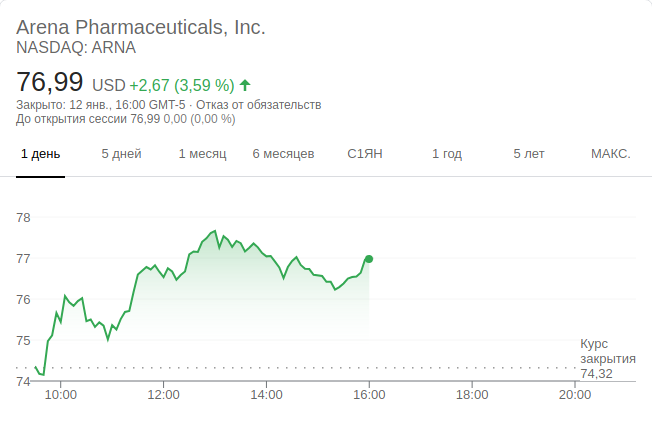 Arena Pharmaceuticals, Inc.
NASDAQ: ARNA
76,99 USD +2,67 (3,59 %)
Закрыто: 12 янв., 16:00 GMT-5 · Отказ от обязательств
До открытия сессии 76,99 0,00 (0,00 %)
1 день 5 дней 1 месяц 6 месяцев С1ЯН 1 год 5 лет МАКС.
78
77
76
75
Курс
закрытия
74,32
74
10:00 12:00 14:00 16:00 18:00 20:00